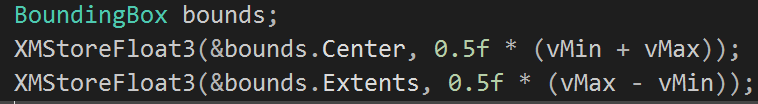 BoundingBox bounds;
XMStoreFloat3(&bounds.Center, 0.5f * (vMin + vMax));
XMStoreFloat3(&bounds.Extents, 0.5f * (vMax - vMin));